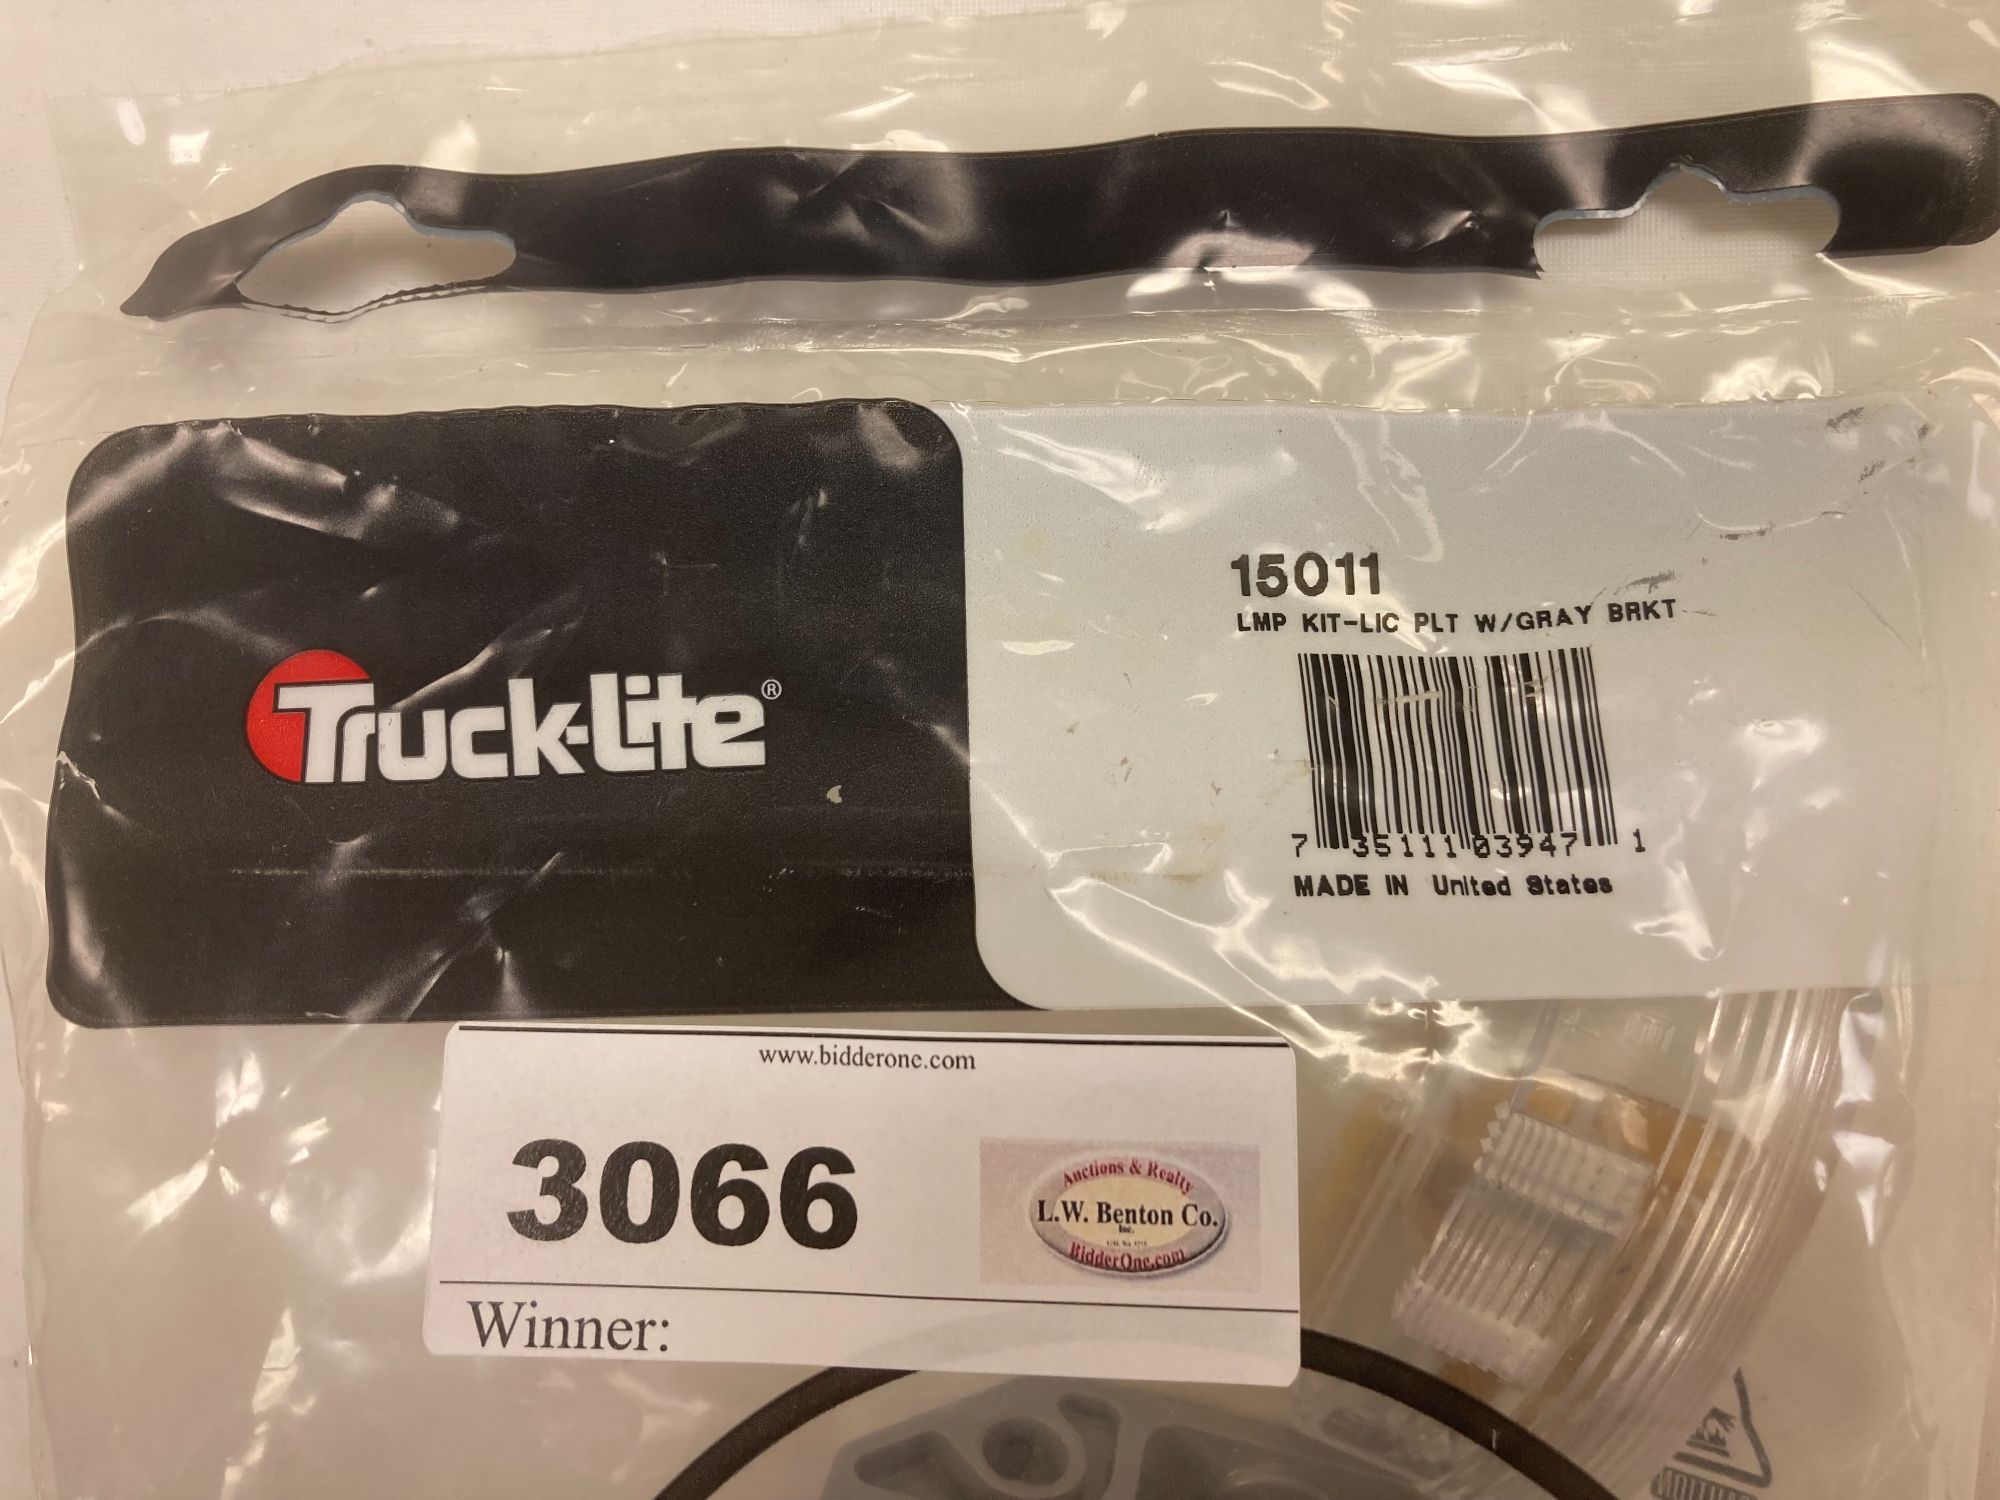 Truck-Lite®
15011
LMP KIT-LIC PLT W/GRAY BRKT
7 35111 03947 1
MADE IN United States
www.bidderone.com
3066
Auctions & Realty
L.W. Benton Co.
Inc.
BidderOne.com
Winner: